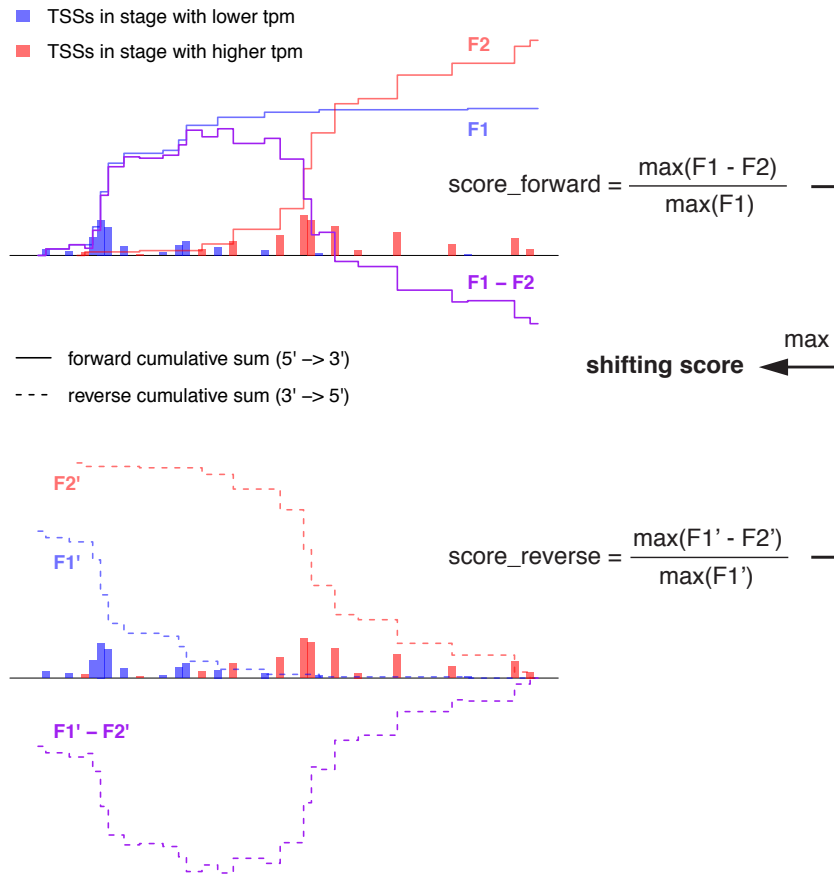 TSSs in stage with lower tpm
TSSs in stage with higher tpm
F2
F1
score_forward = max(F1 - F2)
max(F1)
F1 – F2
forward cumulative sum (5' –> 3')
reverse cumulative sum (3' –> 5')
max
shifting score
F2'
F1'
score_reverse = max(F1’ - F2’)
max(F1’)
F1' – F2'